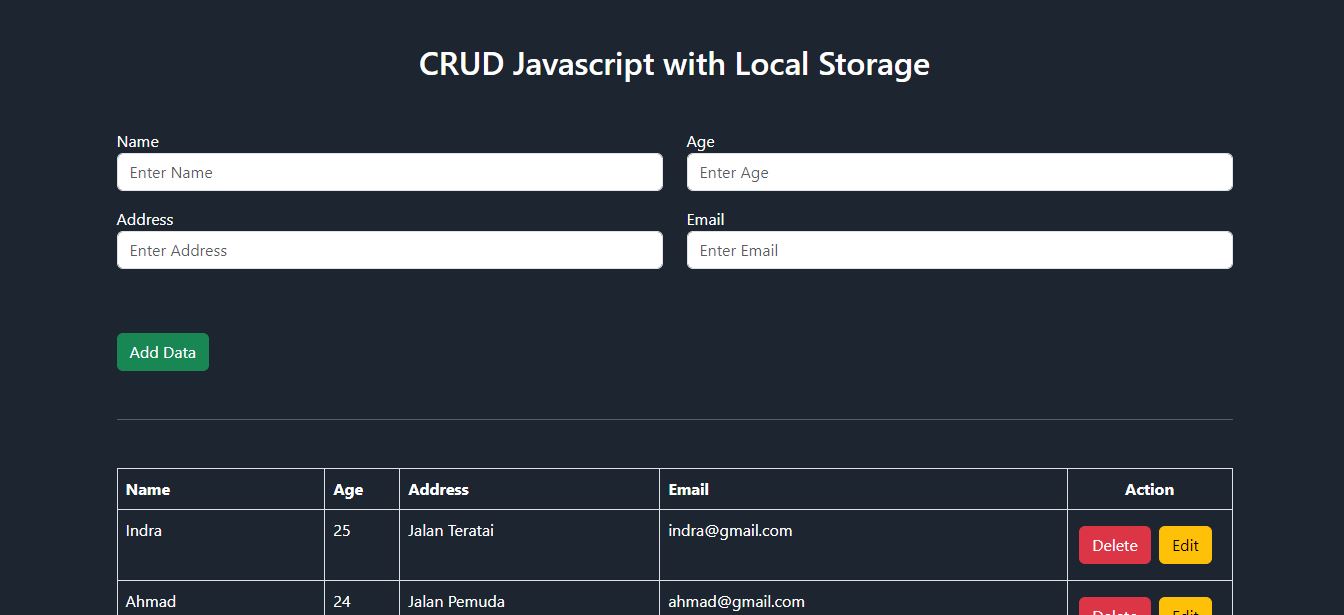 CRUD Javascript with Local Storage
Name Age
Enter Name Enter Age
Address Email
Enter Address Enter Email
Add Data
Name Age Address Email Action
Indra 25 Jalan Teratai indra@gmail.com Delete Edit
Ahmad 24 Jalan Pemuda ahmad@gmail.com Delete Edit